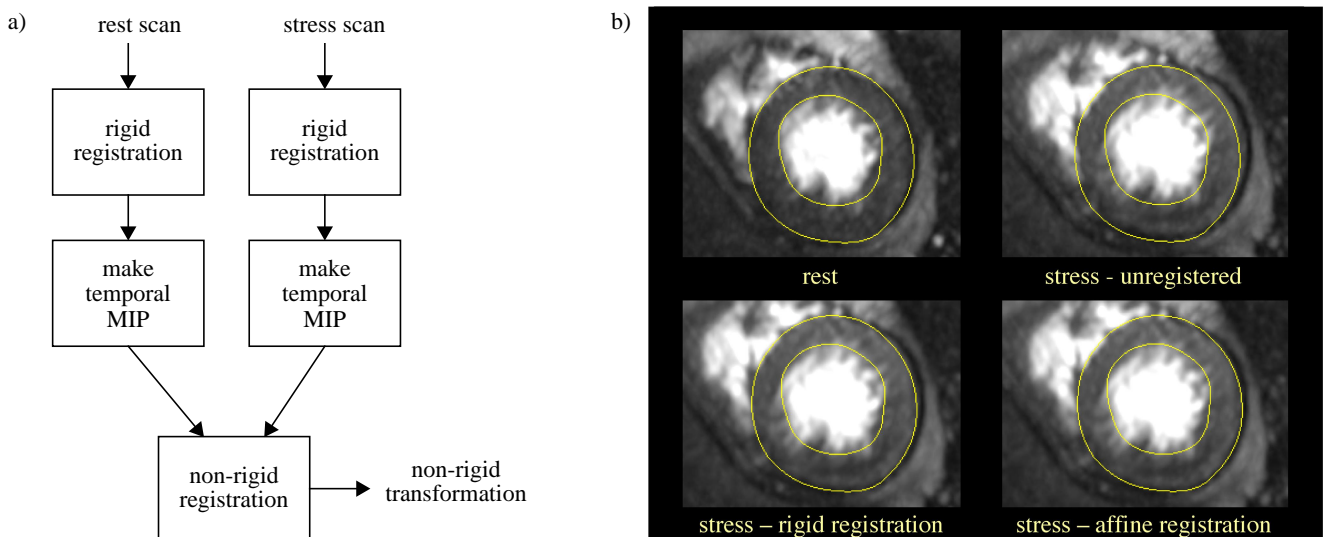 a)
rest scan
stress scan
rigid
registration
rigid
registration
make
temporal
MIP
make
temporal
MIP
non-rigid
registration
non-rigid
transformation
b)
rest
stress - unregistered
stress – rigid registration
stress – affine registration